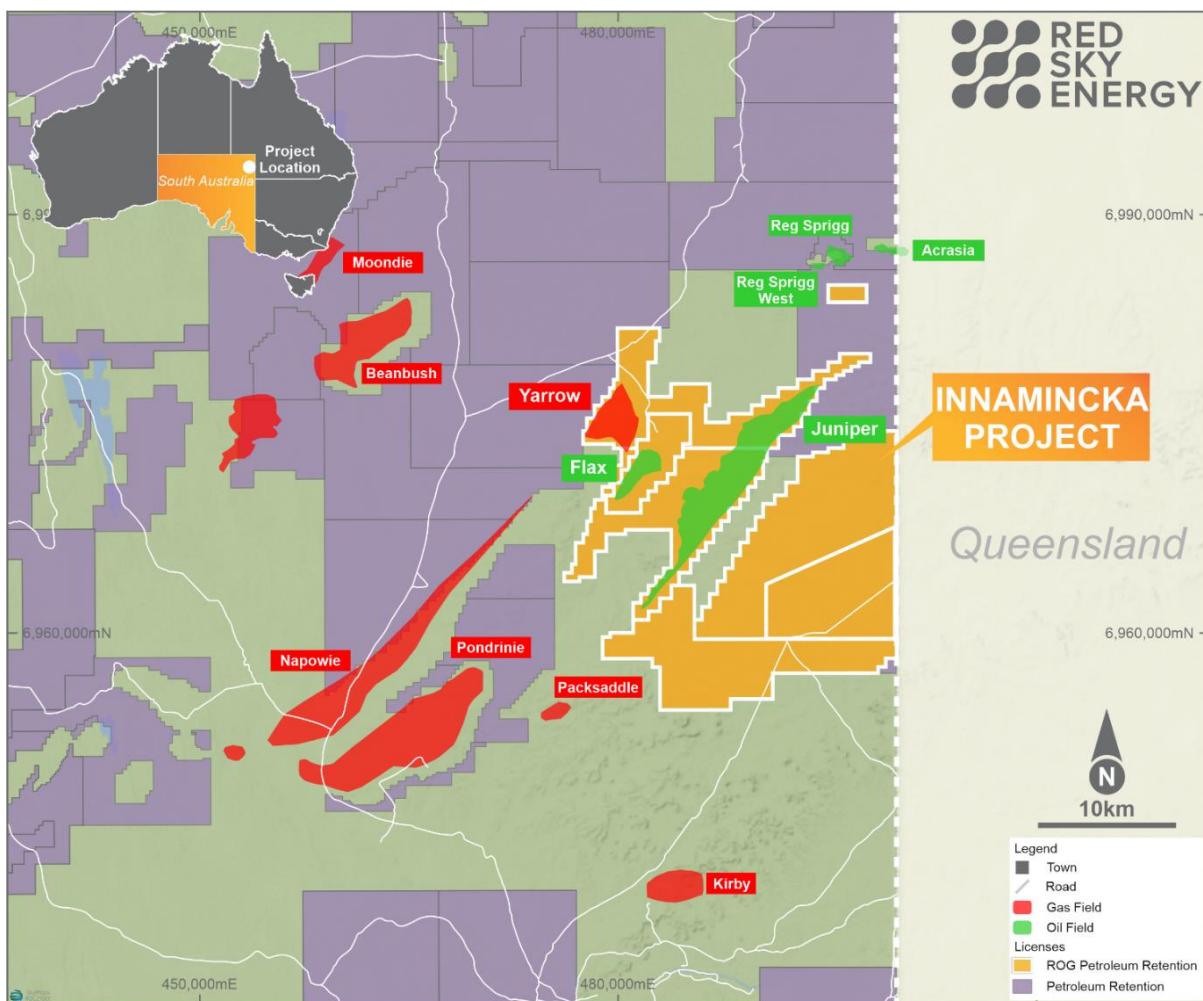 450,000mE
480,000mE
RED
SKY
ENERGY
Project
Location
South Australia
6,990,000mN
Reg Sprigg
Acrasia
Moondie
Reg Sprigg
West
Beanbush
Yarrow
INNAMINCKA
PROJECT
Juniper
Flax
Queensland
6,960,000mN
6,960,000mN
Napowie
Pondrinie
Packsaddle
N
10km
Kirby
Legend
Town
Road
Gas Field
Oil Field
Licenses
ROG Petroleum Retention
Petroleum Retention
450,000mE
480,000mE